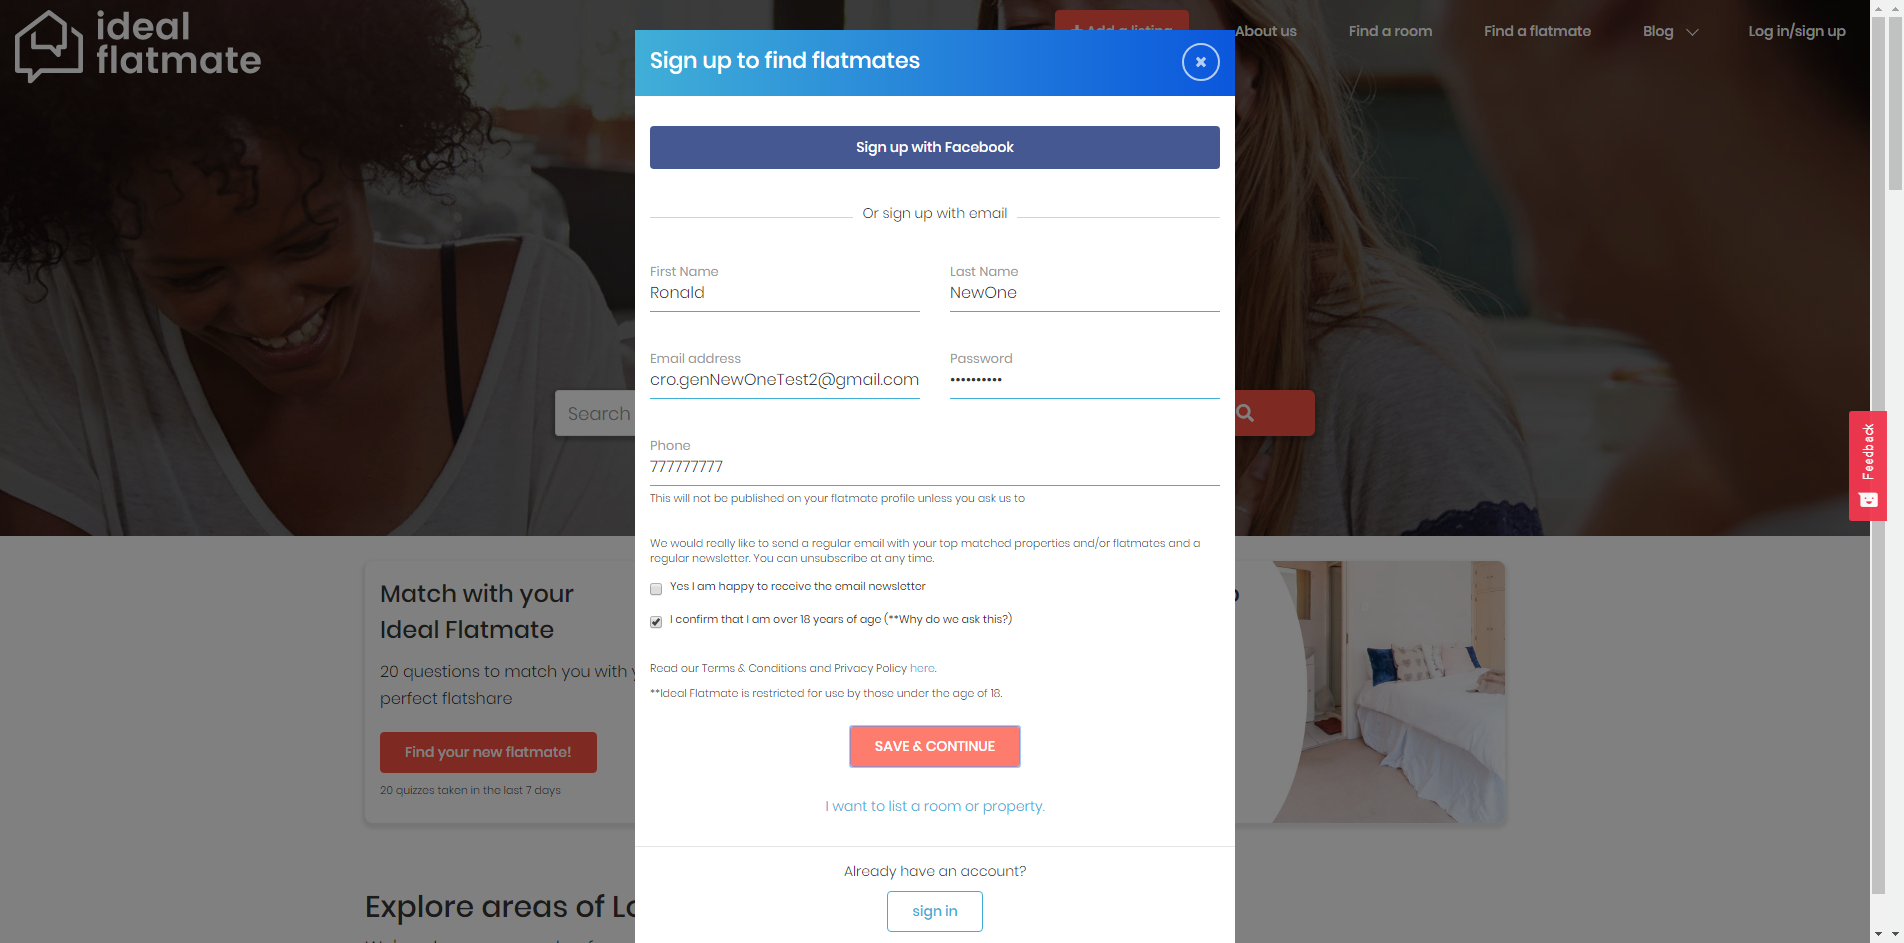 ideal
flatmate
Add a listing
About us
Find a room
Find a flatmate
Blog
Log in/sign up
Sign up to find flatmates
Sign up with Facebook
Or sign up with email
First Name
Last Name
Ronald
NewOne
Email address
Password
cro.genNewOneTest2@gmail.com
••••••••••
Search
Phone
777777777
This will not be published on your flatmate profile unless you ask us to
Feedback
We would really like to send a regular email with your top matched properties and/or flatmates and a
regular newsletter. You can unsubscribe at any time.
Yes I am happy to receive the email newsletter
I confirm that I am over 18 years of age (**Why do we ask this?)
Read our Terms & Conditions and Privacy Policy here.
**Ideal Flatmate is restricted for use by those under the age of 18.
SAVE & CONTINUE
I want to list a room or property.
Already have an account?
sign in
Match with your
Ideal Flatmate
20 questions to match you with
perfect flatshare
Find your new flatmate!
20 quizzes taken in the last 7 days
Explore areas of